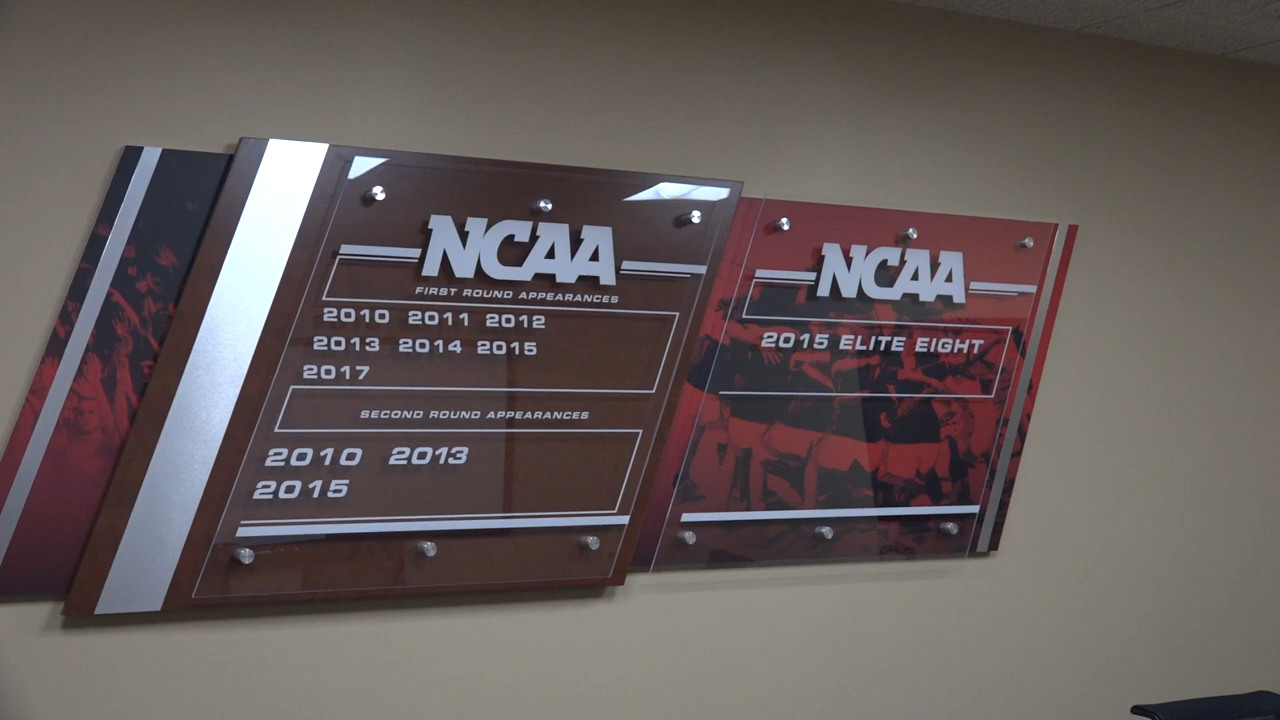 NCAA
FIRST ROUND APPEARANCES
2010 2011 2012
2013 2014 2015
2017
SECOND ROUND APPEARANCES
2010 2013
2015
NCAA
2015 ELITE EIGHT